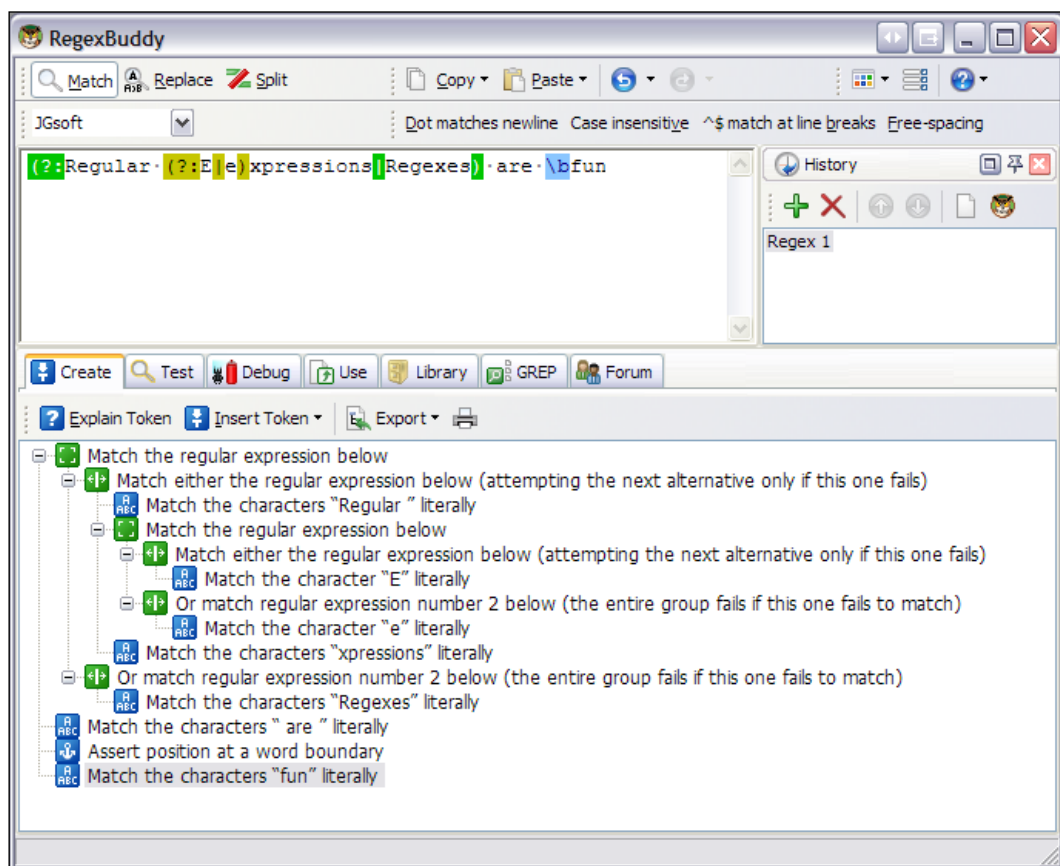 RegexBuddy
Match Replace Split Copy Paste
JGsoft Dot matches newline Case insensitive ^$ match at line breaks Free-spacing
(?:Regular·(?:E|e)xpressions|Regexes)·are·\bfun
History
Regex 1
Create Test Debug Use Library GREP Forum
Explain Token Insert Token Export
Match the regular expression below
Match either the regular expression below (attempting the next alternative only if this one fails)
Match the characters “Regular ” literally
Match the regular expression below
Match either the regular expression below (attempting the next alternative only if this one fails)
Match the character “E” literally
Or match regular expression number 2 below (the entire group fails if this one fails to match)
Match the character “e” literally
Match the characters “xpressions” literally
Or match regular expression number 2 below (the entire group fails if this one fails to match)
Match the characters “Regexes” literally
Match the characters “ are ” literally
Assert position at a word boundary
Match the characters “fun” literally